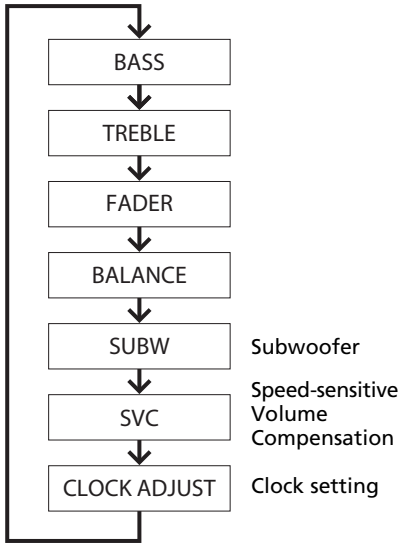 BASS
TREBLE
FADER
BALANCE
SUBW
Subwoofer
SVC
Speed-sensitive
Volume
Compensation
CLOCK ADJUST
Clock setting